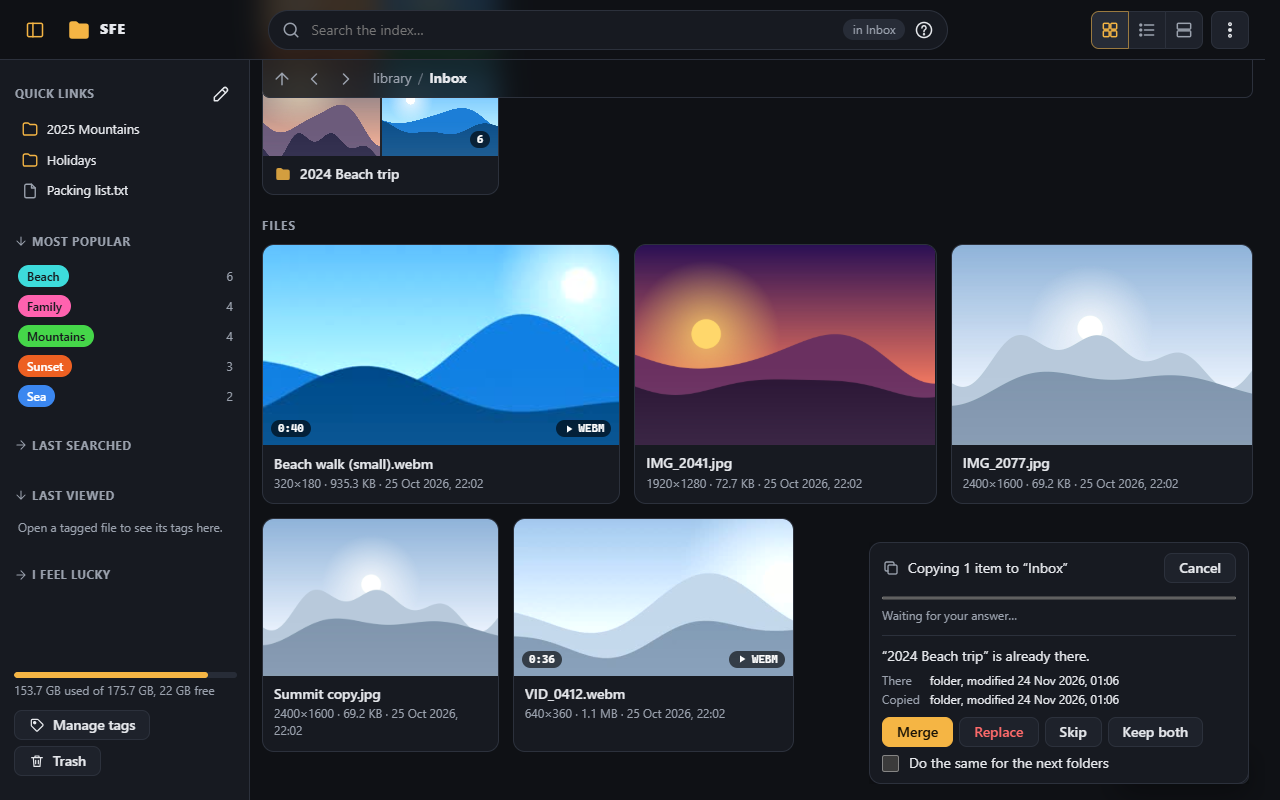 SFE
Search the index...
in Inbox
QUICK LINKS
2025 Mountains
Holidays
Packing list.txt
MOST POPULAR
Beach 6
Family 4
Mountains 4
Sunset 3
Sea 2
LAST SEARCHED
LAST VIEWED
Open a tagged file to see its tags here.
I FEEL LUCKY
153.7 GB used of 175.7 GB, 22 GB free
Manage tags
Trash
library / Inbox
6
2024 Beach trip
FILES
0:40 WEBM
Beach walk (small).webm
320×180 · 935.3 KB · 25 Oct 2026, 22:02
IMG_2041.jpg
1920×1280 · 72.7 KB · 25 Oct 2026, 22:02
IMG_2077.jpg
2400×1600 · 69.2 KB · 25 Oct 2026, 22:02
Summit copy.jpg
2400×1600 · 69.2 KB · 25 Oct 2026,
22:02
0:36 WEBM
VID_0412.webm
640×360 · 1.1 MB · 25 Oct 2026, 22:02
Copying 1 item to “Inbox”
Cancel
Waiting for your answer...
“2024 Beach trip” is already there.
There folder, modified 24 Nov 2026, 01:06
Copied folder, modified 24 Nov 2026, 01:06
Merge Replace Skip Keep both
Do the same for the next folders